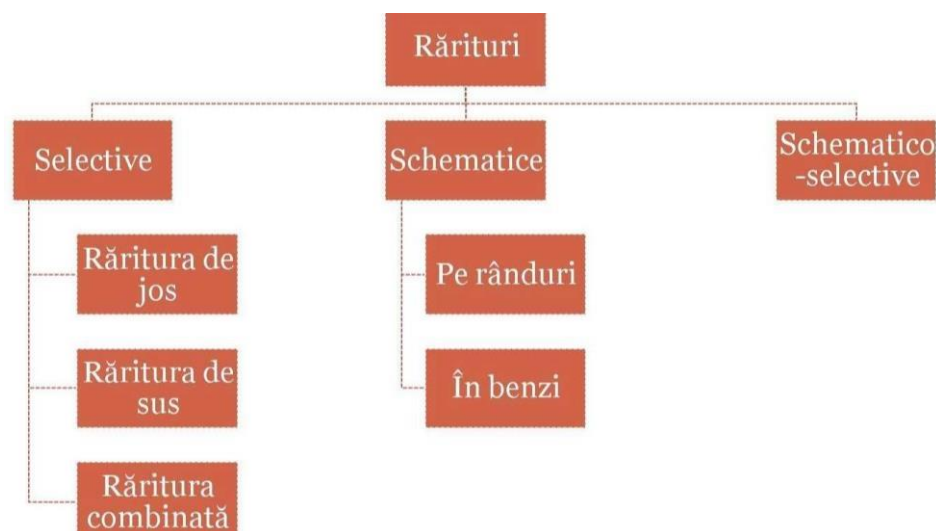 Rărituri
Selective
Schematice
Schematico
-selective
Răritura de
jos
Pe rânduri
Răritura de
sus
În benzi
Răritura
combinată